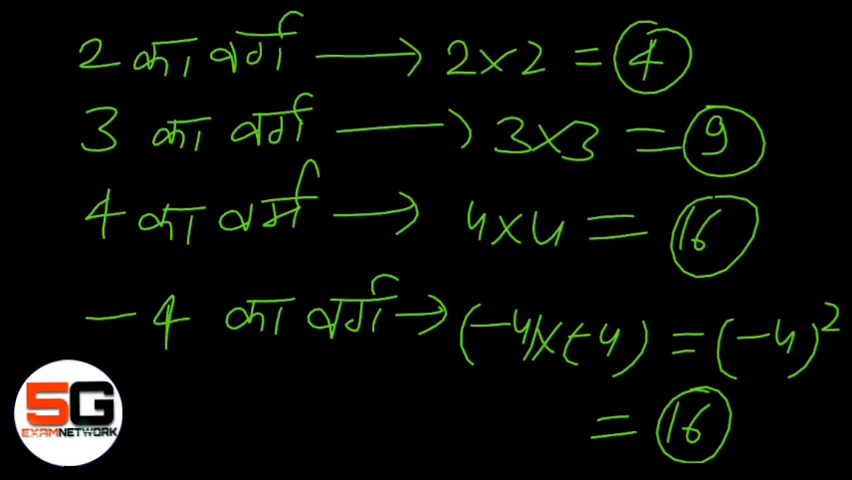 2 का वर्ग → 2×2 = 4
3 का वर्ग → 3×3 = 9
4 का वर्ग → 4×4 = 16
-4 का वर्ग → (-4)×(-4) = (-4)²
= 16
5G
EXAMNETWORK